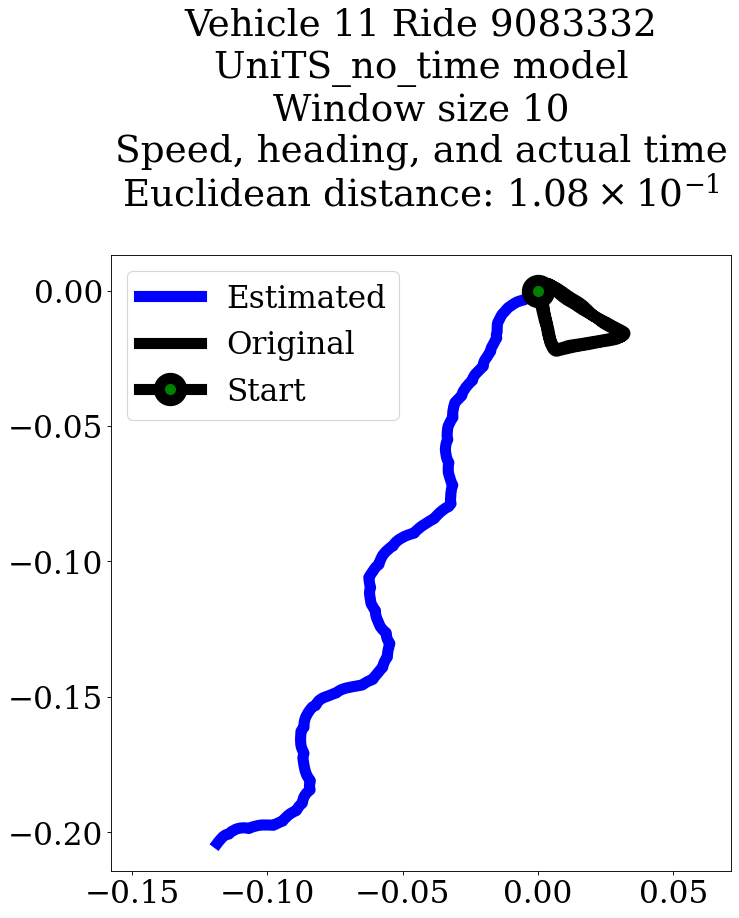 Vehicle 11 Ride 9083332
UniTS_no_time model
Window size 10
Speed, heading, and actual time
Euclidean distance: 1.08 × 10⁻¹
Estimated
Original
Start
0.00
−0.05
−0.10
−0.15
−0.20
−0.15 −0.10 −0.05 0.00 0.05